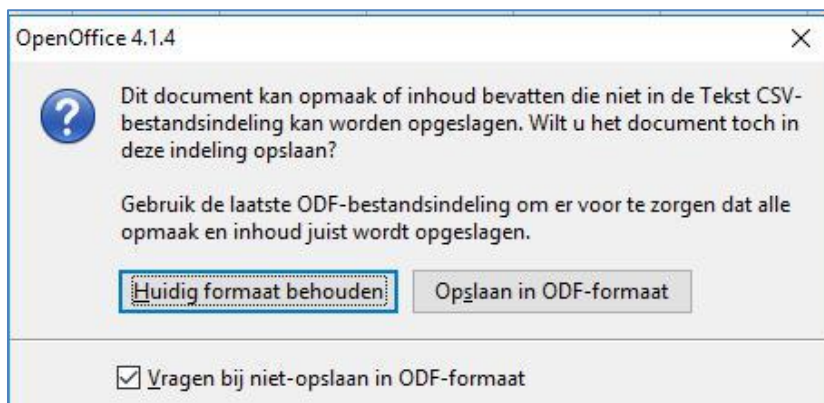 OpenOffice 4.1.4
Dit document kan opmaak of inhoud bevatten die niet in de Tekst CSV-
bestandsindeling kan worden opgeslagen. Wilt u het document toch in
deze indeling opslaan?
Gebruik de laatste ODF-bestandsindeling om er voor te zorgen dat alle
opmaak en inhoud juist wordt opgeslagen.
Huidig formaat behouden
Opslaan in ODF-formaat
Vragen bij niet-opslaan in ODF-formaat